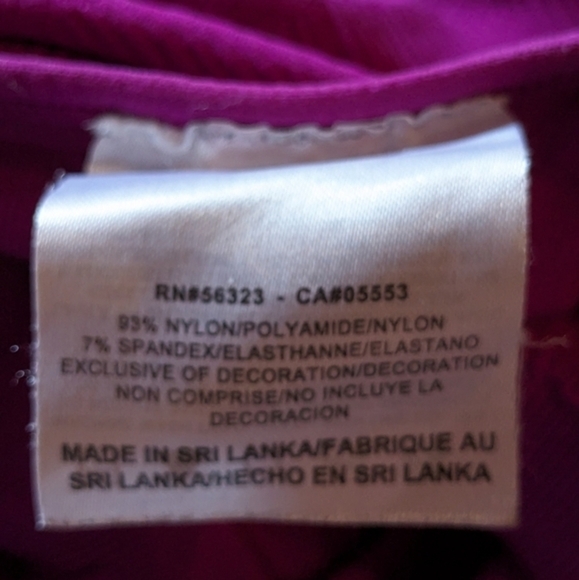 RN#56323 - CA#05553
93% NYLON/POLYAMIDE/NYLON
7% SPANDEX/ELASTHANNE/ELASTANO
EXCLUSIVE OF DECORATION/DECORATION
NON COMPRISE/NO INCLUYE LA
DECORACION
MADE IN SRI LANKA/FABRIQUE AU
SRI LANKA/HECHO EN SRI LANKA